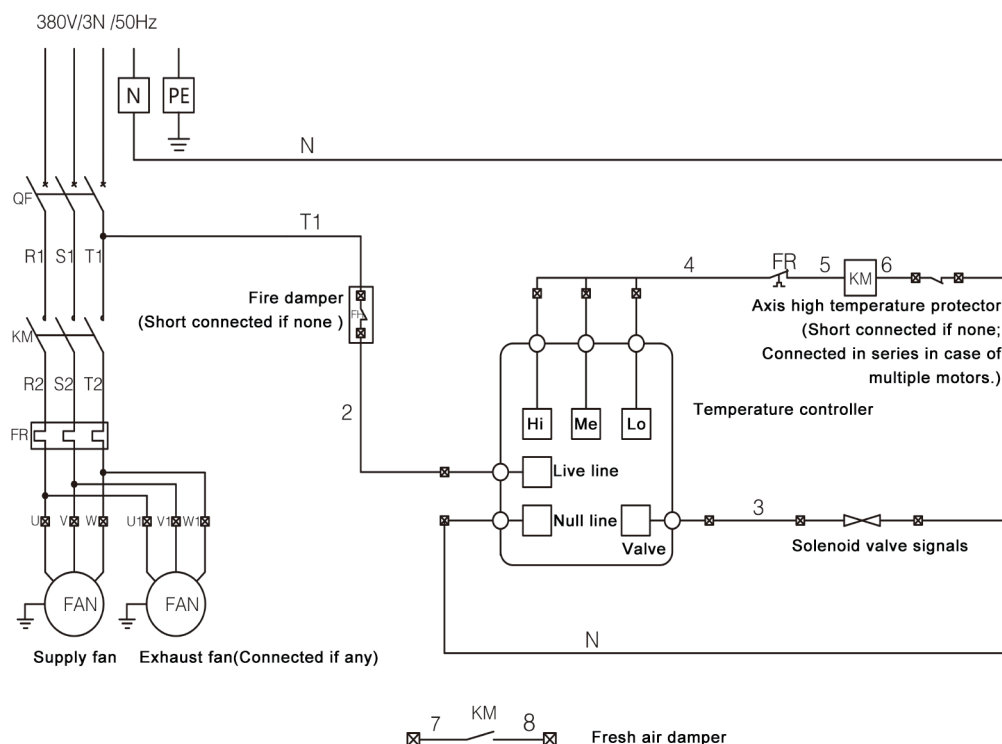 380V/3N /50Hz
N
PE
N
QF
T1
R1
S1
T1
4
FR
5
KM
6
Fire damper
(Short connected if none )
FH
Axis high temperature protector
(Short connected if none;
Connected in series in case of
multiple motors.)
KM
R2
S2
T2
2
Temperature controller
Hi
Me
Lo
FR
Live line
Null line
Valve
3
Solenoid valve signals
U
V
W
U1
V1
W1
FAN
FAN
N
Supply fan
Exhaust fan(Connected if any)
7
KM
8
Fresh air damper